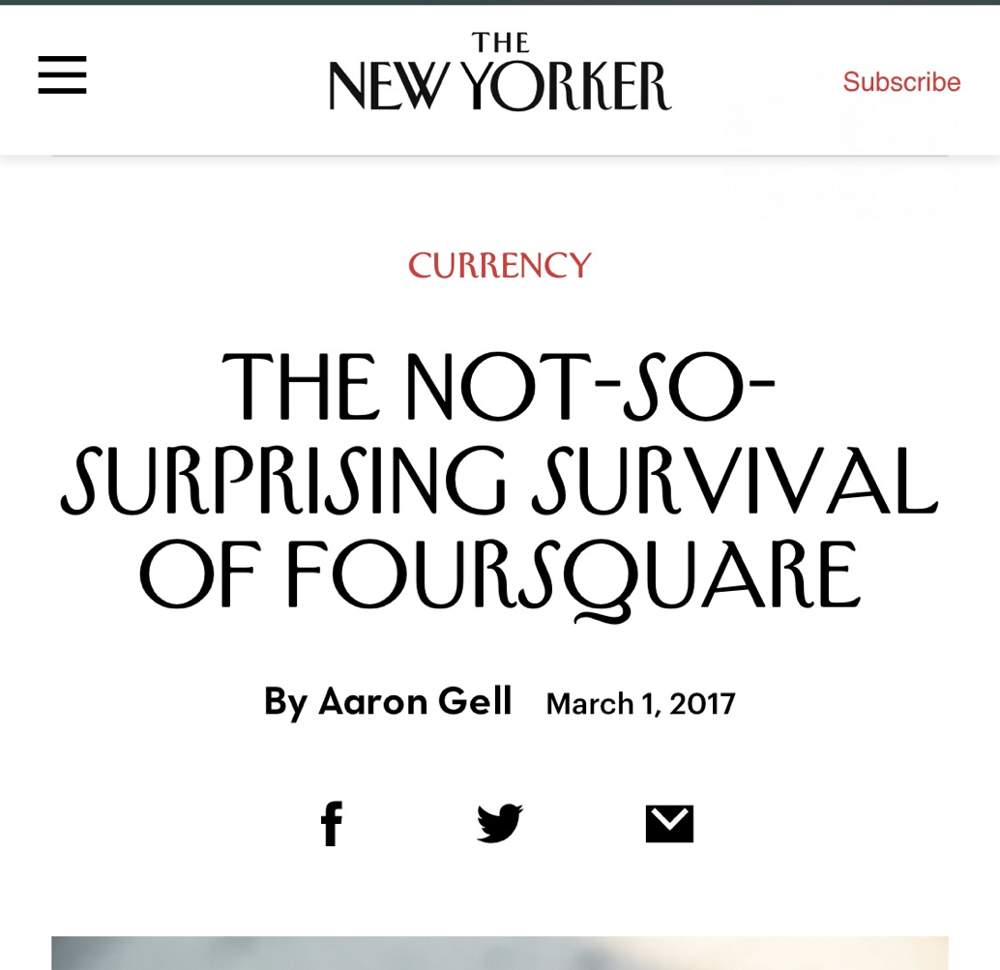 THE
NEW YORKER
Subscribe
CURRENCY
THE NOT-SO-
SURPRISING SURVIVAL
OF FOURSQUARE
By Aaron Gell March 1, 2017